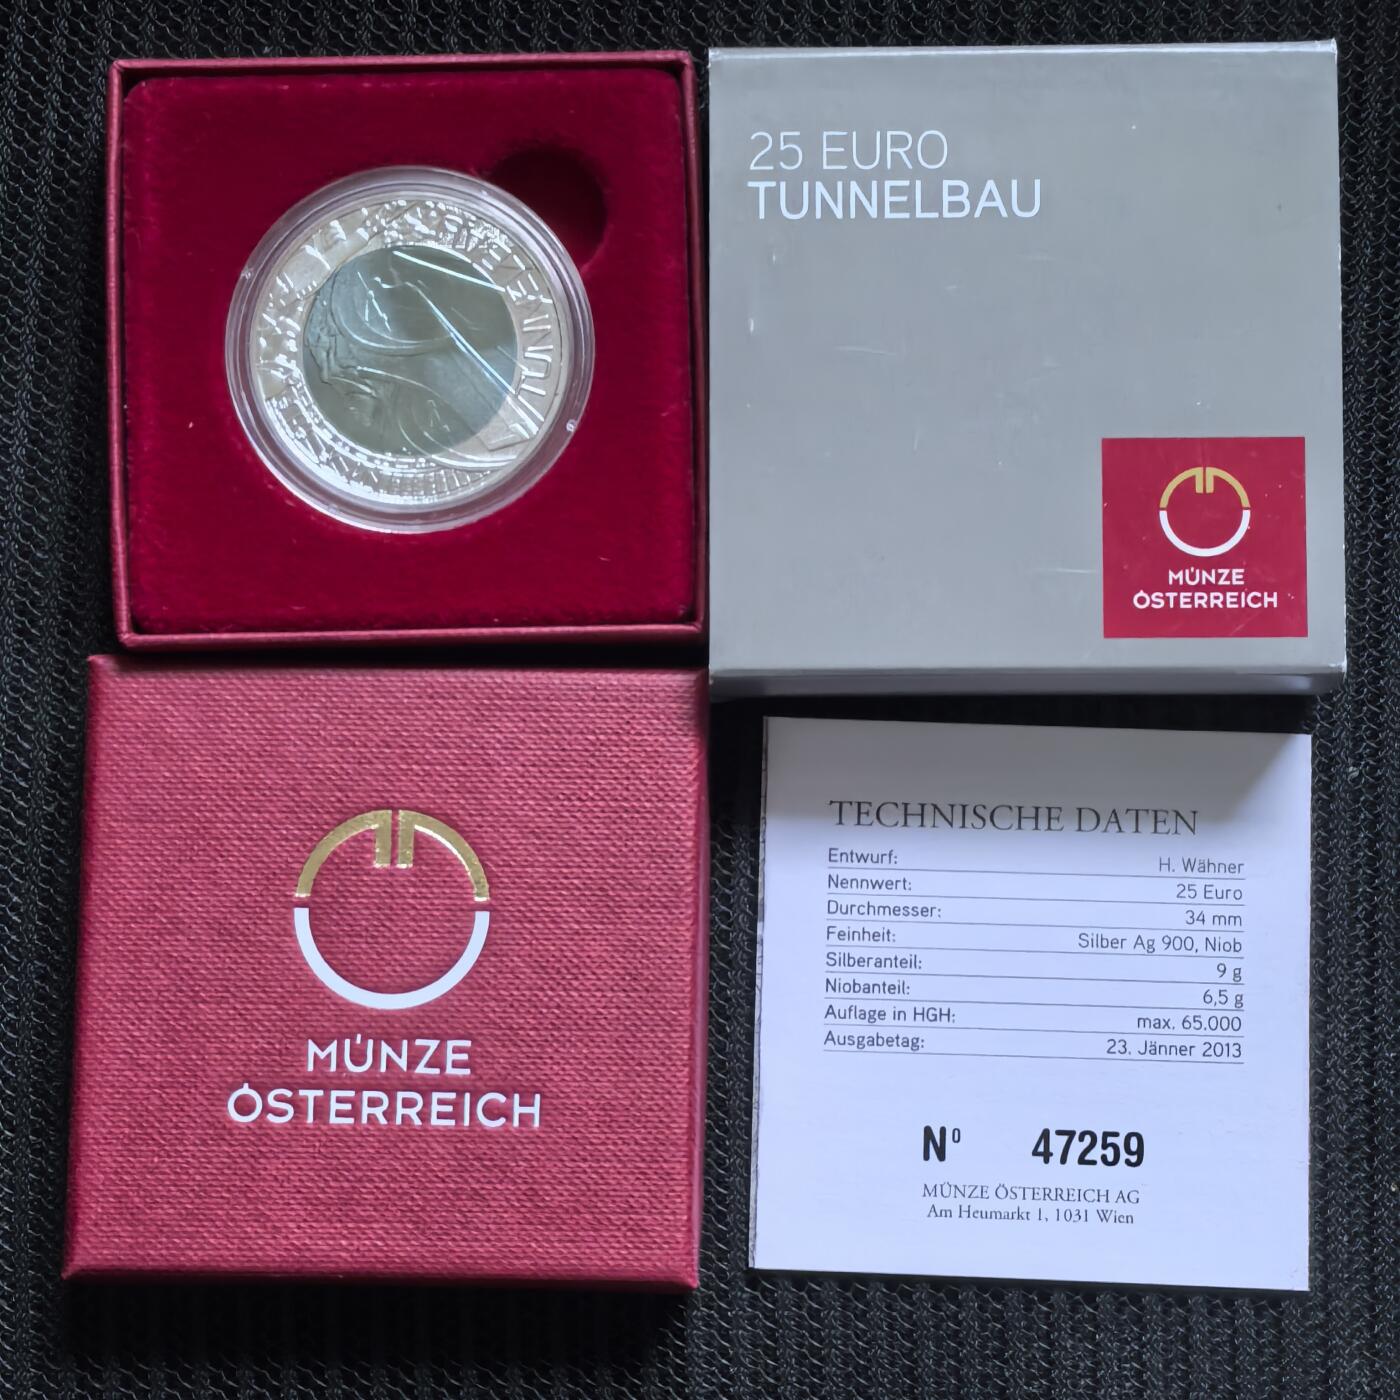 25 EURO
TUNNELBAU
MÜNZE
ÖSTERREICH
MÜNZE
ÖSTERREICH
TECHNISCHE DATEN
Entwurf: H. Wähner
Nennwert: 25 Euro
Durchmesser: 34 mm
Feinheit: Silber Ag 900, Niob
Silberanteil: 9 g
Niobanteil: 6,5 g
Auflage in HGH: max. 65.000
Ausgabetag: 23. Jänner 2013
Nº 47259
MÜNZE ÖSTERREICH AG
Am Heumarkt 1, 1031 Wien